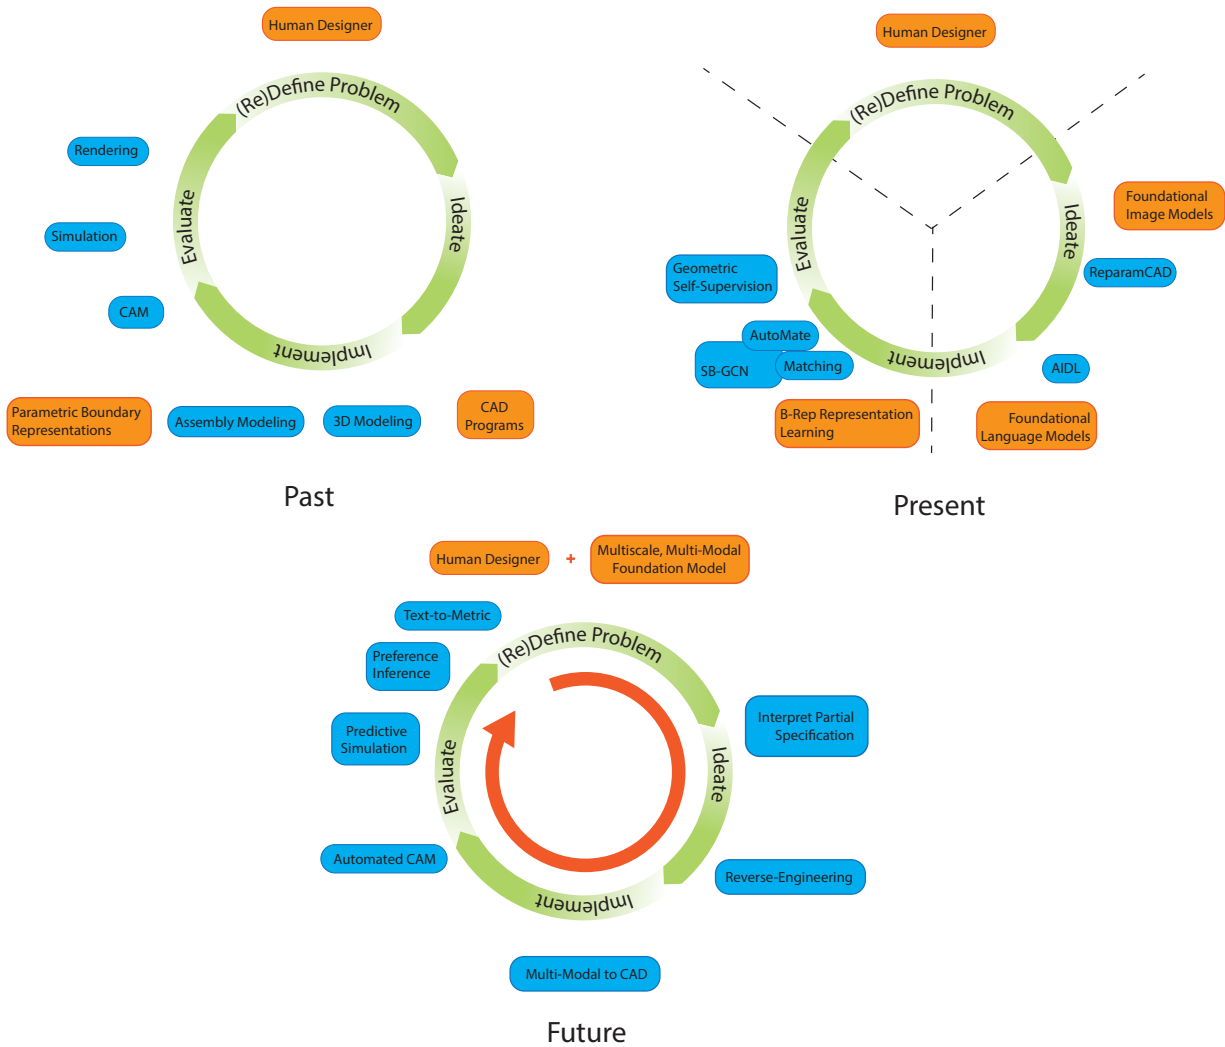 Human Designer
(Re)Define Problem
Rendering
Evaluate
Ideate
Simulation
CAM
Implement
Parametric Boundary
Representations
Assembly Modeling
3D Modeling
CAD
Programs
Past
Human Designer
(Re)Define Problem
Evaluate
Ideate
Foundational
Image Models
Geometric
Self-Supervision
ReparamCAD
AutoMate
SB-GCN
Matching
Implement
AIDL
B-Rep Representation
Learning
Foundational
Language Models
Present
Human Designer
+
Multiscale, Multi-Modal
Foundation Model
Text-to-Metric
(Re)Define Problem
Preference
Inference
Predictive
Simulation
Evaluate
Ideate
Interpret Partial
Specification
Automated CAM
Reverse-Engineering
Implement
Multi-Modal to CAD
Future